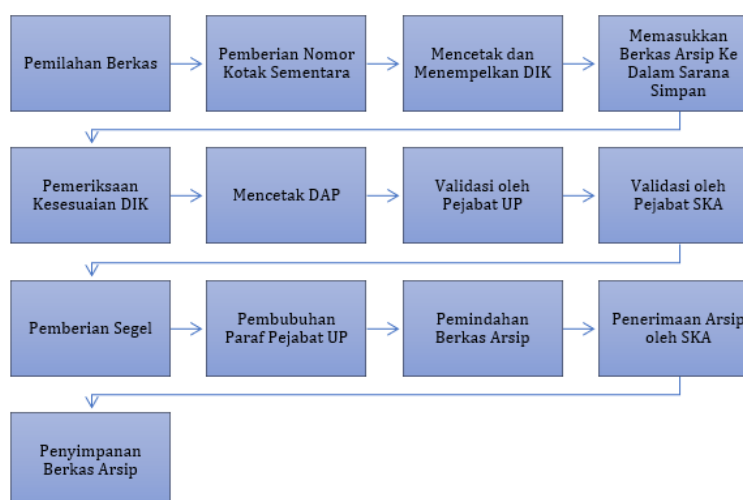 Pemilahan Berkas
Pemberian Nomor
Kotak Sementara
Mencetak dan
Menempelkan DIK
Memasukkan
Berkas Arsip Ke
Dalam Sarana
Simpan
Pemeriksaan
Kesesuaian DIK
Mencetak DAP
Validasi oleh
Pejabat UP
Validasi oleh
Pejabat SKA
Pemberian Segel
Pembubuhan
Paraf Pejabat UP
Pemindahan
Berkas Arsip
Penerimaan Arsip
oleh SKA
Penyimpanan
Berkas Arsip